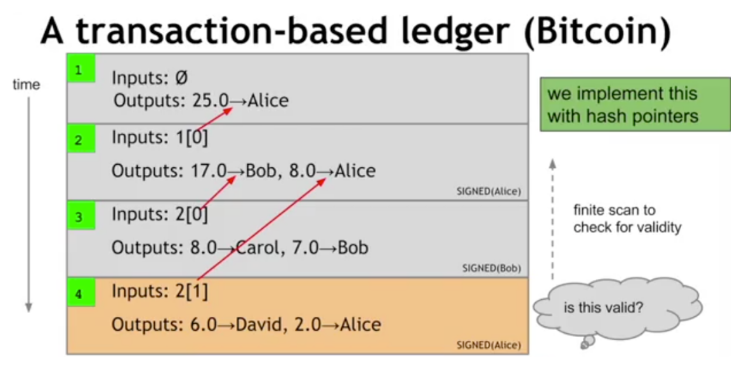 A transaction-based ledger (Bitcoin)
time
1
Inputs: Ø
Outputs: 25.0→Alice
2
Inputs: 1[0]
Outputs: 17.0→Bob, 8.0→Alice
SIGNED(Alice)
3
Inputs: 2[0]
Outputs: 8.0→Carol, 7.0→Bob
SIGNED(Bob)
4
Inputs: 2[1]
Outputs: 6.0→David, 2.0→Alice
SIGNED(Alice)
we implement this
with hash pointers
finite scan to
check for validity
is this valid?